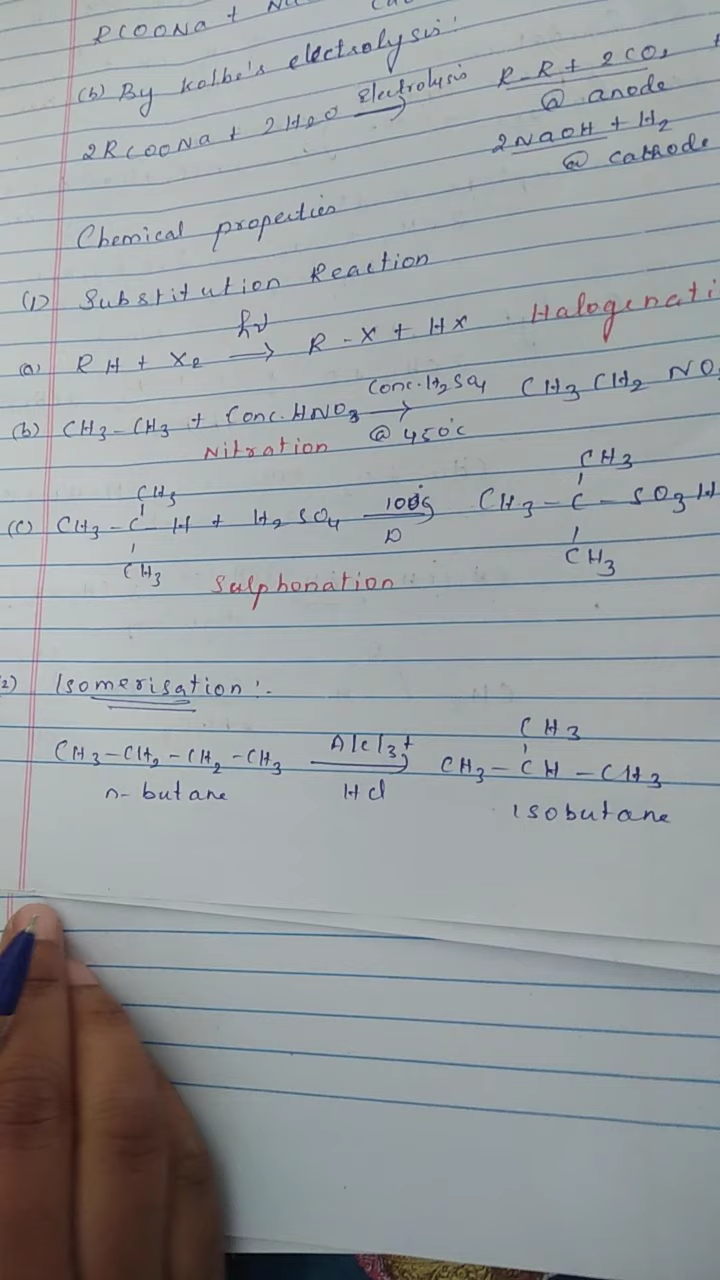 RCOONa +
(b) By Kolbe's electrolysis:
2RCOONa + 2H2O Electrolysis → R-R + 2CO2 +
@ anode
2NaOH + H2
@ cathode
Chemical properties
(1) Substitution Reaction
(a) RH + X2 hν → R-X + HX Halogenati
(b) CH3-CH3 + Conc. HNO3 Conc. H2SO4 → @ 450°C CH3CH2NO
Nitration
CH3 CH3
(c) CH3-C-H + H2SO4 Δ CH3-C-SO3H
CH3 CH3
Sulphonation
2) Isomerisation:-
CH3
CH3-CH2-CH2-CH3 AlCl3+ HCl → CH3-CH-CH3
n-butane isobutane